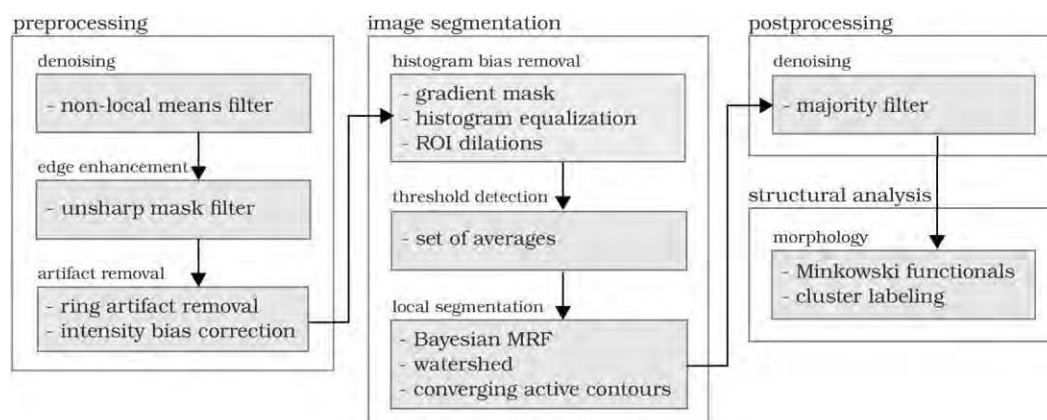 preprocessing
denoising
- non-local means filter
edge enhancement
- unsharp mask filter
artifact removal
- ring artifact removal
- intensity bias correction
image segmentation
histogram bias removal
- gradient mask
- histogram equalization
- ROI dilations
threshold detection
- set of averages
local segmentation
- Bayesian MRF
- watershed
- converging active contours
postprocessing
denoising
- majority filter
structural analysis
morphology
- Minkowski functionals
- cluster labeling